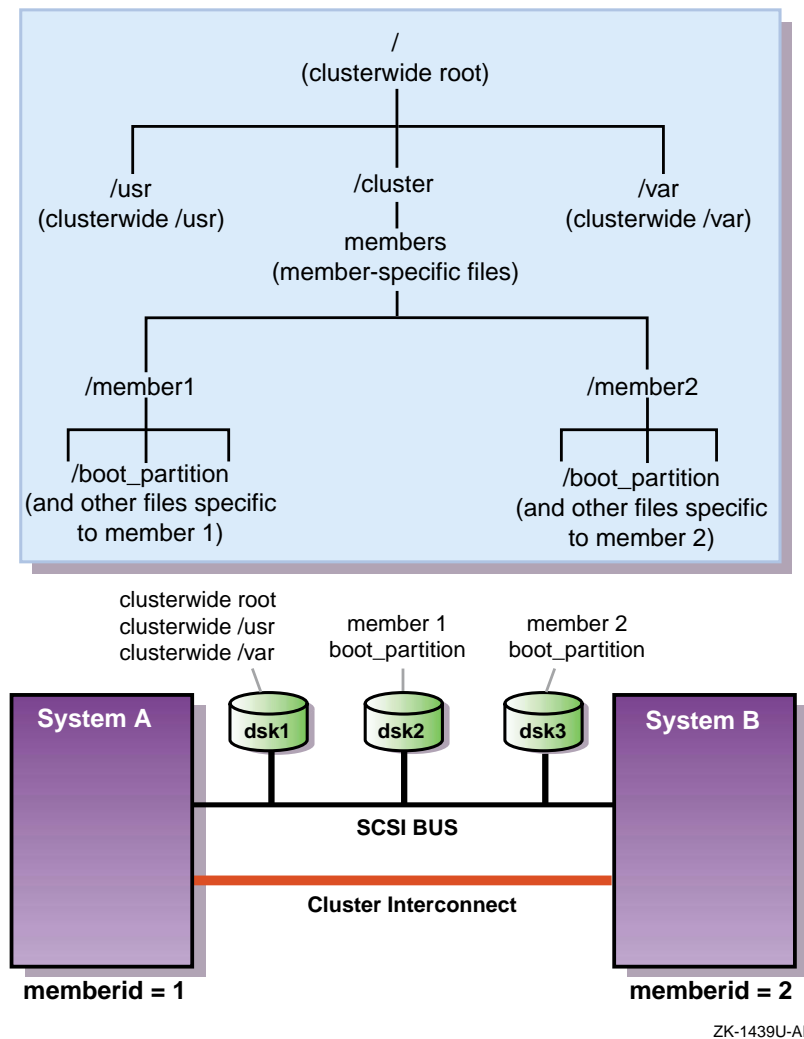 /
(clusterwide root)
/usr
(clusterwide /usr)
/cluster
/var
(clusterwide /var)
members
(member-specific files)
/member1
/member2
/boot_partition
(and other files specific
to member 1)
/boot_partition
(and other files specific
to member 2)
clusterwide root
clusterwide /usr
clusterwide /var
member 1
boot_partition
member 2
boot_partition
System A
dsk1
dsk2
dsk3
System B
SCSI BUS
Cluster Interconnect
memberid = 1
memberid = 2
ZK-1439U-AI